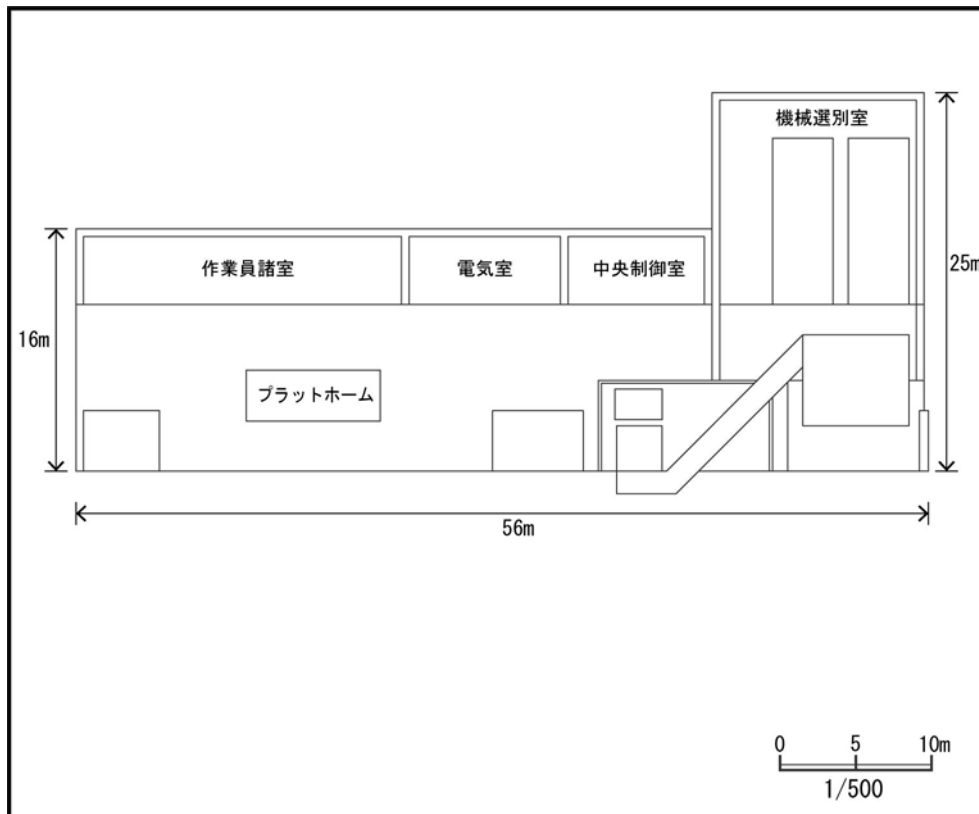 機械選別室
作業員諸室
電気室
中央制御室
25m
16m
プラットホーム
56m
0 5 10m
1/500